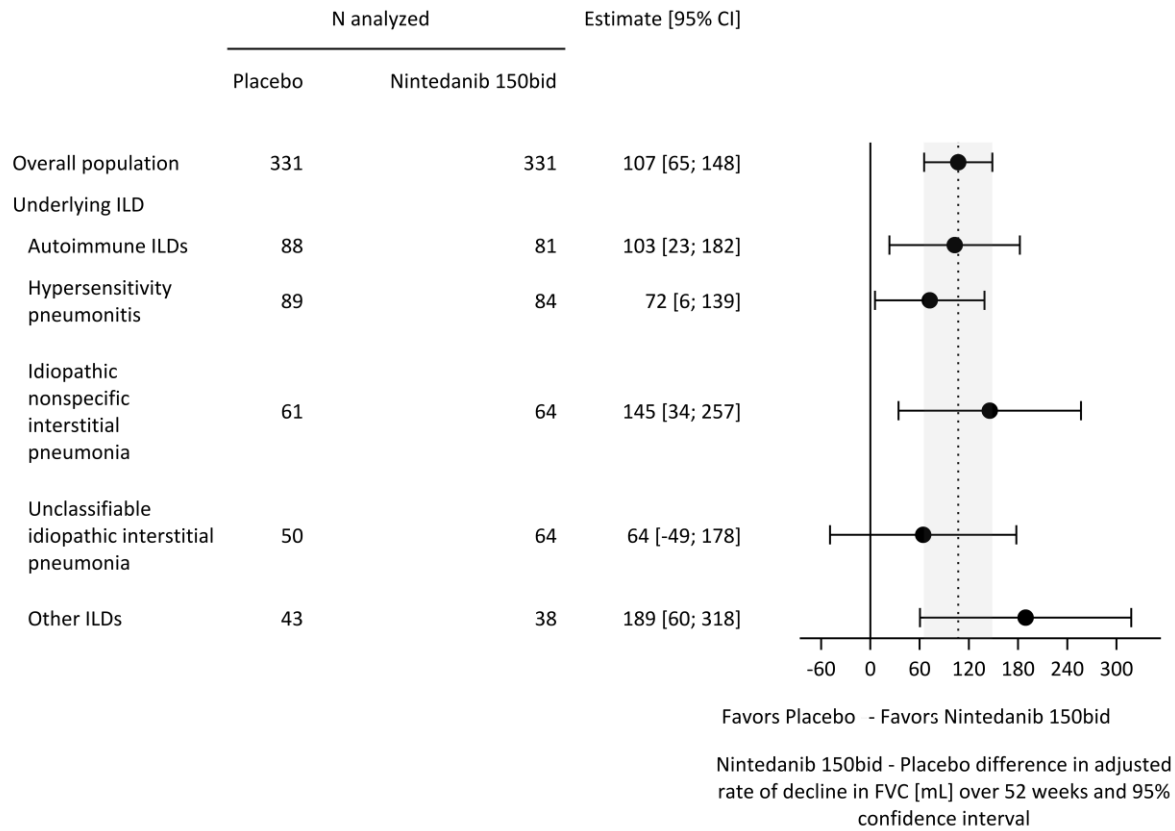 N analyzed Estimate [95% CI]
Placebo Nintedanib 150bid
Overall population 331 331 107 [65; 148]
Underlying ILD
Autoimmune ILDs 88 81 103 [23; 182]
Hypersensitivity
pneumonitis 89 84 72 [6; 139]
Idiopathic
nonspecific
interstitial
pneumonia 61 64 145 [34; 257]
Unclassifiable
idiopathic interstitial
pneumonia 50 64 64 [-49; 178]
Other ILDs 43 38 189 [60; 318]
-60 0 60 120 180 240 300
Favors Placebo - Favors Nintedanib 150bid
Nintedanib 150bid - Placebo difference in adjusted
rate of decline in FVC [mL] over 52 weeks and 95%
confidence interval